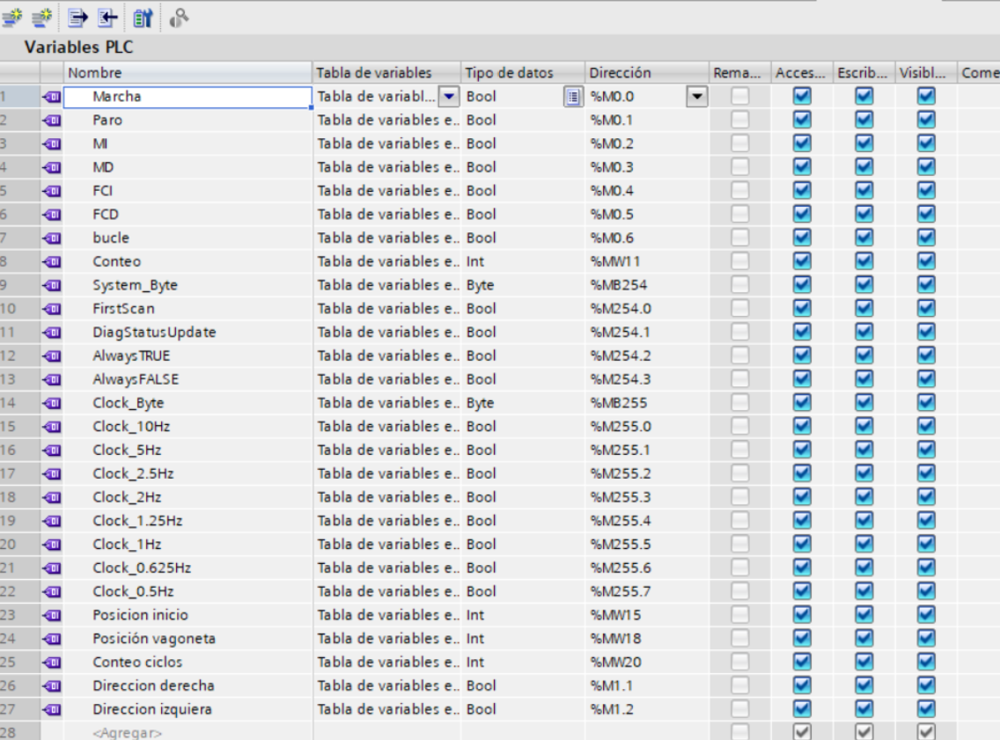 Variables PLC
Nombre Tabla de variables Tipo de datos Dirección Rema... Acces... Escrib... Visibl... Come
1 Marcha Tabla de variabl... Bool %M0.0
2 Paro Tabla de variables e.. Bool %M0.1
3 MI Tabla de variables e.. Bool %M0.2
4 MD Tabla de variables e.. Bool %M0.3
5 FCI Tabla de variables e.. Bool %M0.4
6 FCD Tabla de variables e.. Bool %M0.5
7 bucle Tabla de variables e.. Bool %M0.6
8 Conteo Tabla de variables e.. Int %MW11
9 System_Byte Tabla de variables e.. Byte %MB254
10 FirstScan Tabla de variables e.. Bool %M254.0
11 DiagStatusUpdate Tabla de variables e.. Bool %M254.1
12 AlwaysTRUE Tabla de variables e.. Bool %M254.2
13 AlwaysFALSE Tabla de variables e.. Bool %M254.3
14 Clock_Byte Tabla de variables e.. Byte %MB255
15 Clock_10Hz Tabla de variables e.. Bool %M255.0
16 Clock_5Hz Tabla de variables e.. Bool %M255.1
17 Clock_2.5Hz Tabla de variables e.. Bool %M255.2
18 Clock_2Hz Tabla de variables e.. Bool %M255.3
19 Clock_1.25Hz Tabla de variables e.. Bool %M255.4
20 Clock_1Hz Tabla de variables e.. Bool %M255.5
21 Clock_0.625Hz Tabla de variables e.. Bool %M255.6
22 Clock_0.5Hz Tabla de variables e.. Bool %M255.7
23 Posicion inicio Tabla de variables e.. Int %MW15
24 Posición vagoneta Tabla de variables e.. Int %MW18
25 Conteo ciclos Tabla de variables e.. Int %MW20
26 Direccion derecha Tabla de variables e.. Bool %M1.1
27 Direccion izquiera Tabla de variables e.. Bool %M1.2
28 <Agregar>